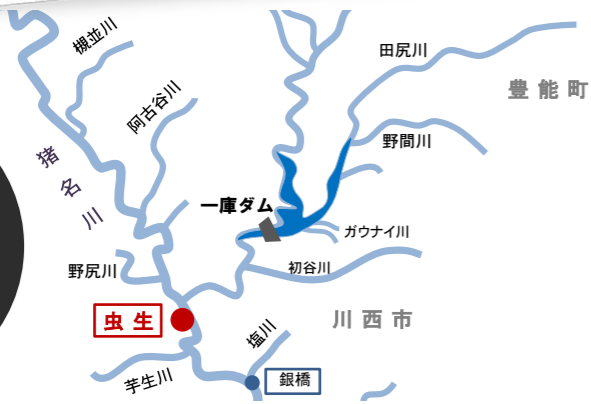 槻並川
田尻川
豊能町
阿古谷川
野間川
猪名川
一庫ダム
ガウナイ川
野尻川
初谷川
虫生
川西市
塩川
芋生川
銀橋